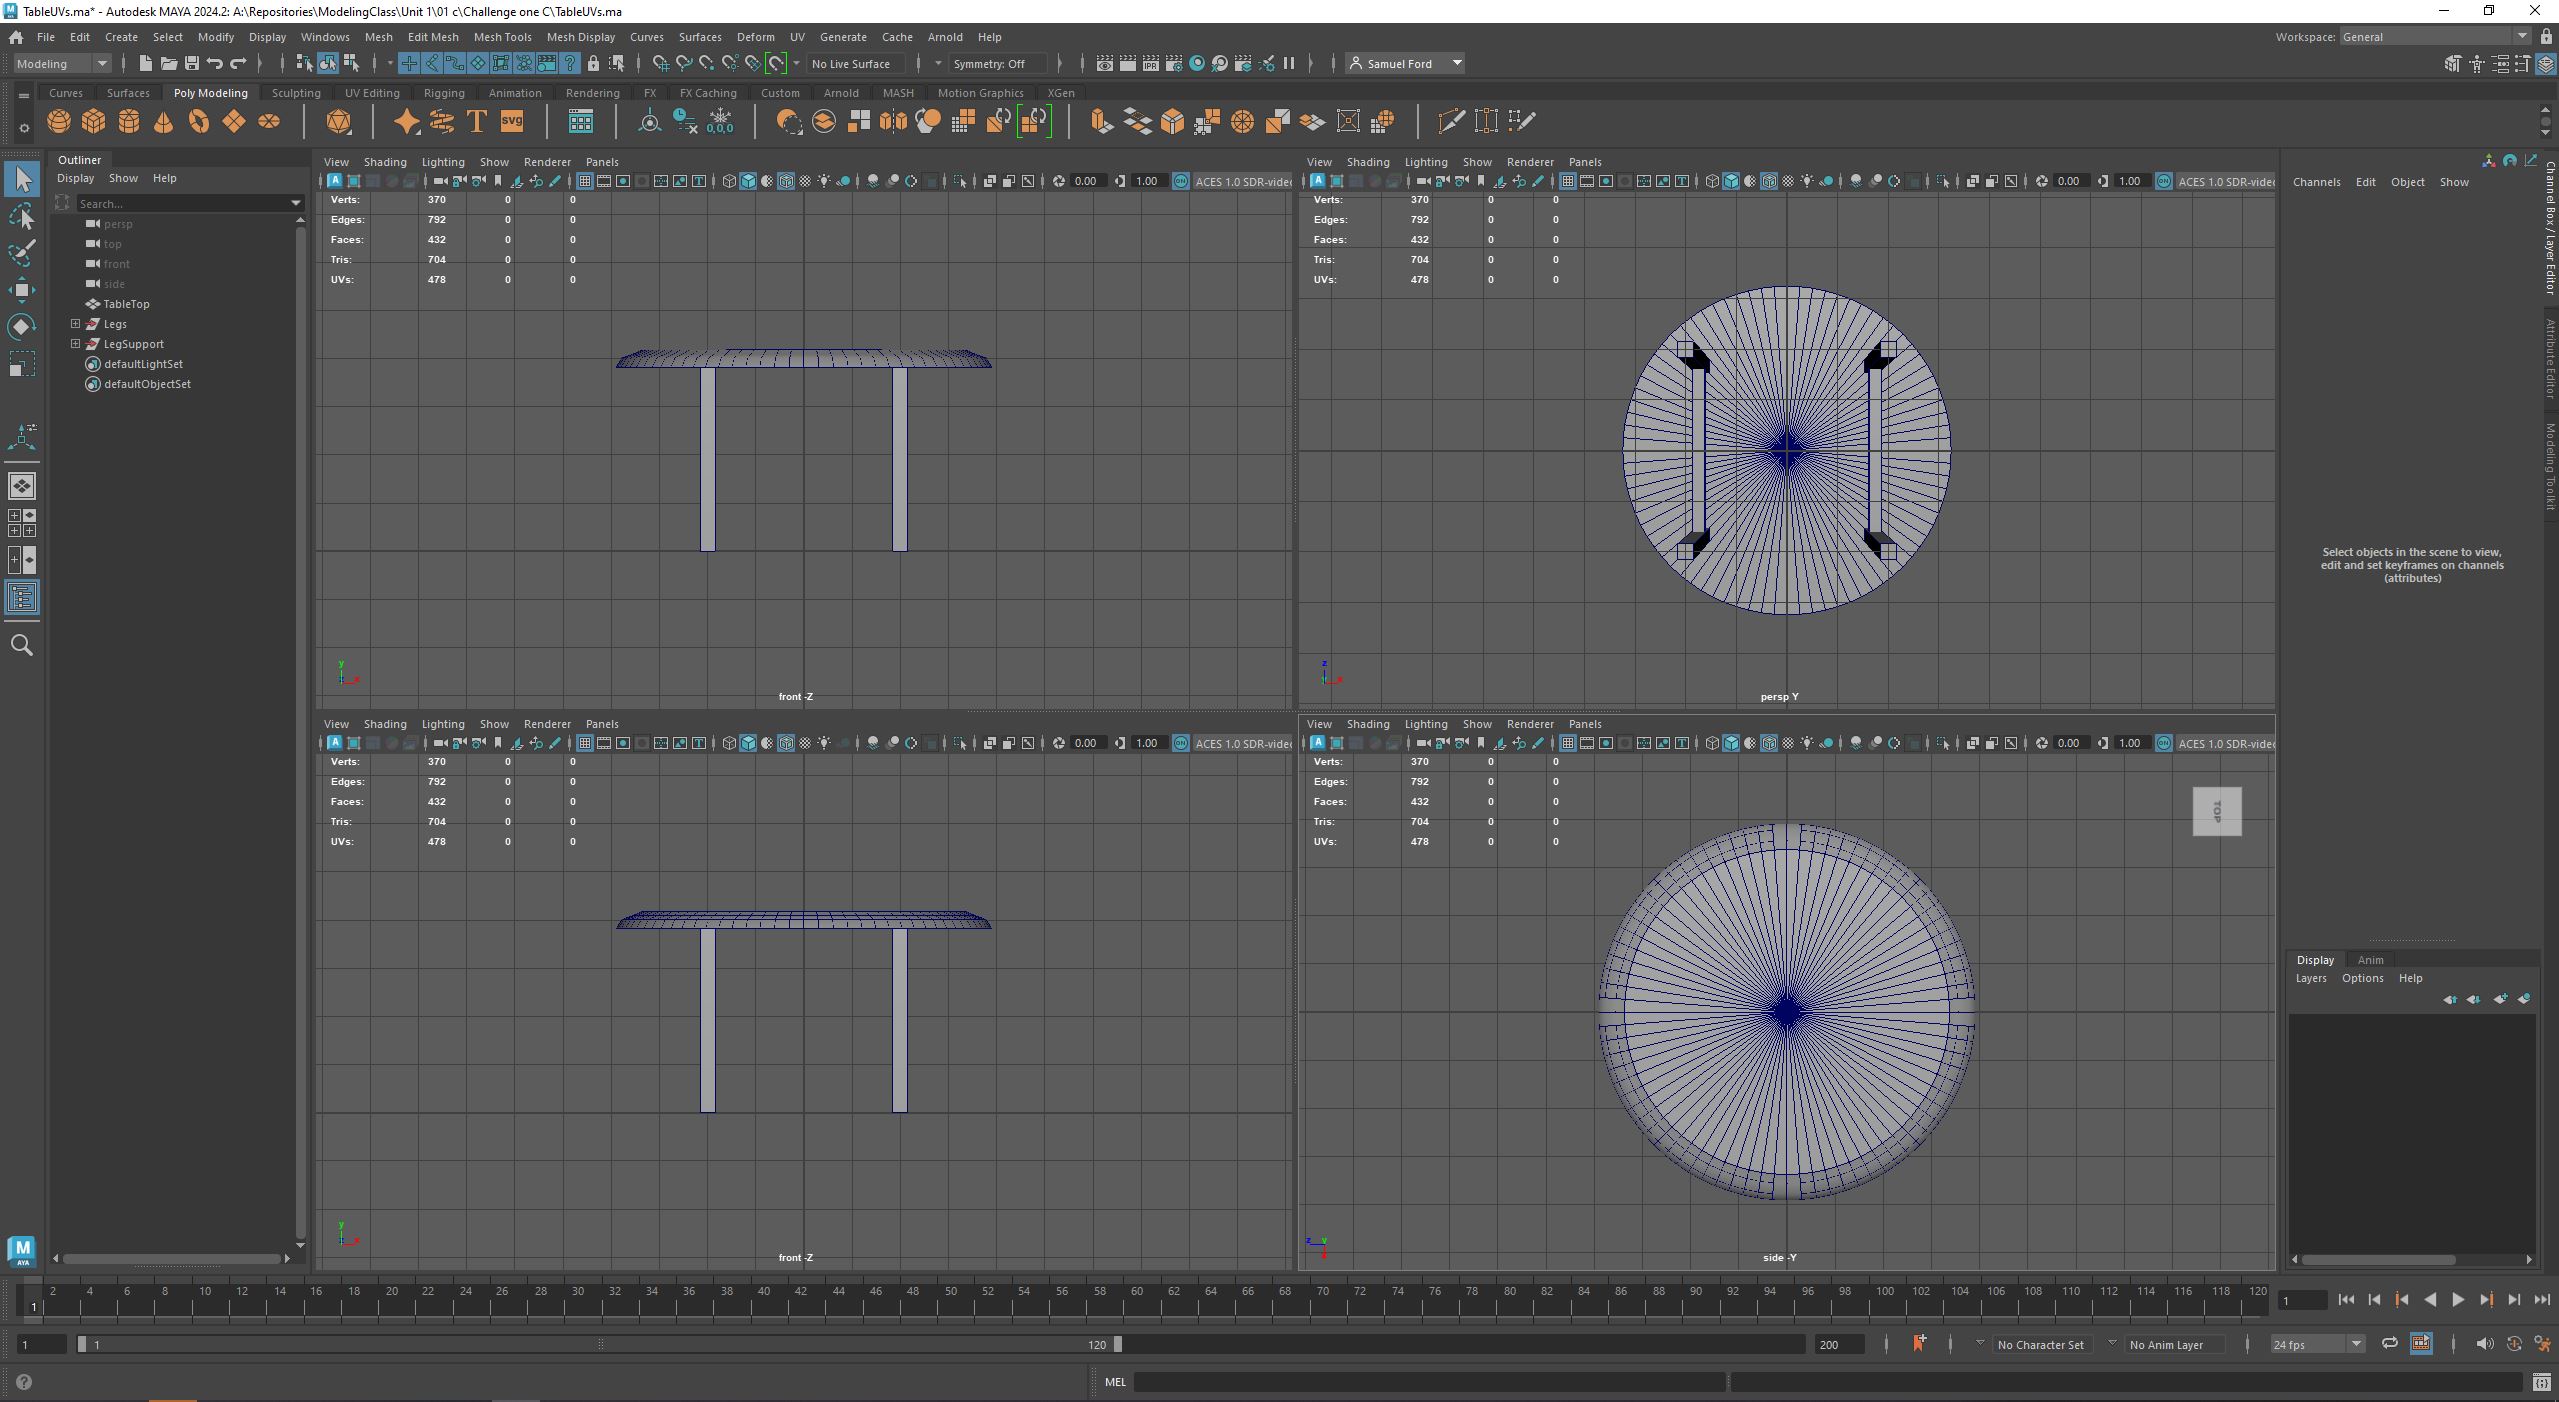 TableUVs.ma* - Autodesk MAYA 2024.2: A:\Repositories\ModelingClass\Unit 1\01 c\Challenge one C\TableUVs.ma
File Edit Create Select Modify Display Windows Mesh Edit Mesh Mesh Tools Mesh Display Curves Surfaces Deform UV Generate Cache Arnold Help Workspace: General
Modeling No Live Surface Symmetry: Off Samuel Ford
Curves Surfaces Poly Modeling Sculpting UV Editing Rigging Animation Rendering FX FX Caching Custom Arnold MASH Motion Graphics XGen
T svg 0,0,0
Outliner
Display Show Help
Search...
persp
top
front
side
TableTop
Legs
LegSupport
defaultLightSet
defaultObjectSet
View Shading Lighting Show Renderer Panels
0.00 1.00 ACES 1.0 SDR-video
Verts: 370 0 0
Edges: 792 0 0
Faces: 432 0 0
Tris: 704 0 0
UVs: 478 0 0
y
x
front -Z
View Shading Lighting Show Renderer Panels
0.00 1.00 ACES 1.0 SDR-videc
Verts: 370 0 0
Edges: 792 0 0
Faces: 432 0 0
Tris: 704 0 0
UVs: 478 0 0
z
x
persp Y
View Shading Lighting Show Renderer Panels
0.00 1.00 ACES 1.0 SDR-video
Verts: 370 0 0
Edges: 792 0 0
Faces: 432 0 0
Tris: 704 0 0
UVs: 478 0 0
y
x
front -Z
View Shading Lighting Show Renderer Panels
0.00 1.00 ACES 1.0 SDR-videc
Verts: 370 0 0
Edges: 792 0 0
Faces: 432 0 0
Tris: 704 0 0
UVs: 478 0 0
TOP
z y
x
side -Y
Channels Edit Object Show
Select objects in the scene to view,
edit and set keyframes on channels
(attributes)
Channel Box / Layer Editor
Attribute Editor
Modeling Toolkit
Display Anim
Layers Options Help
M
AYA
1 2 4 6 8 10 12 14 16 18 20 22 24 26 28 30 32 34 36 38 40 42 44 46 48 50 52 54 56 58 60 62 64 66 68 70 72 74 76 78 80 82 84 86 88 90 92 94 96 98 100 102 104 106 108 110 112 114 116 118 120 1
1 1 120 200 No Character Set No Anim Layer 24 fps
MEL